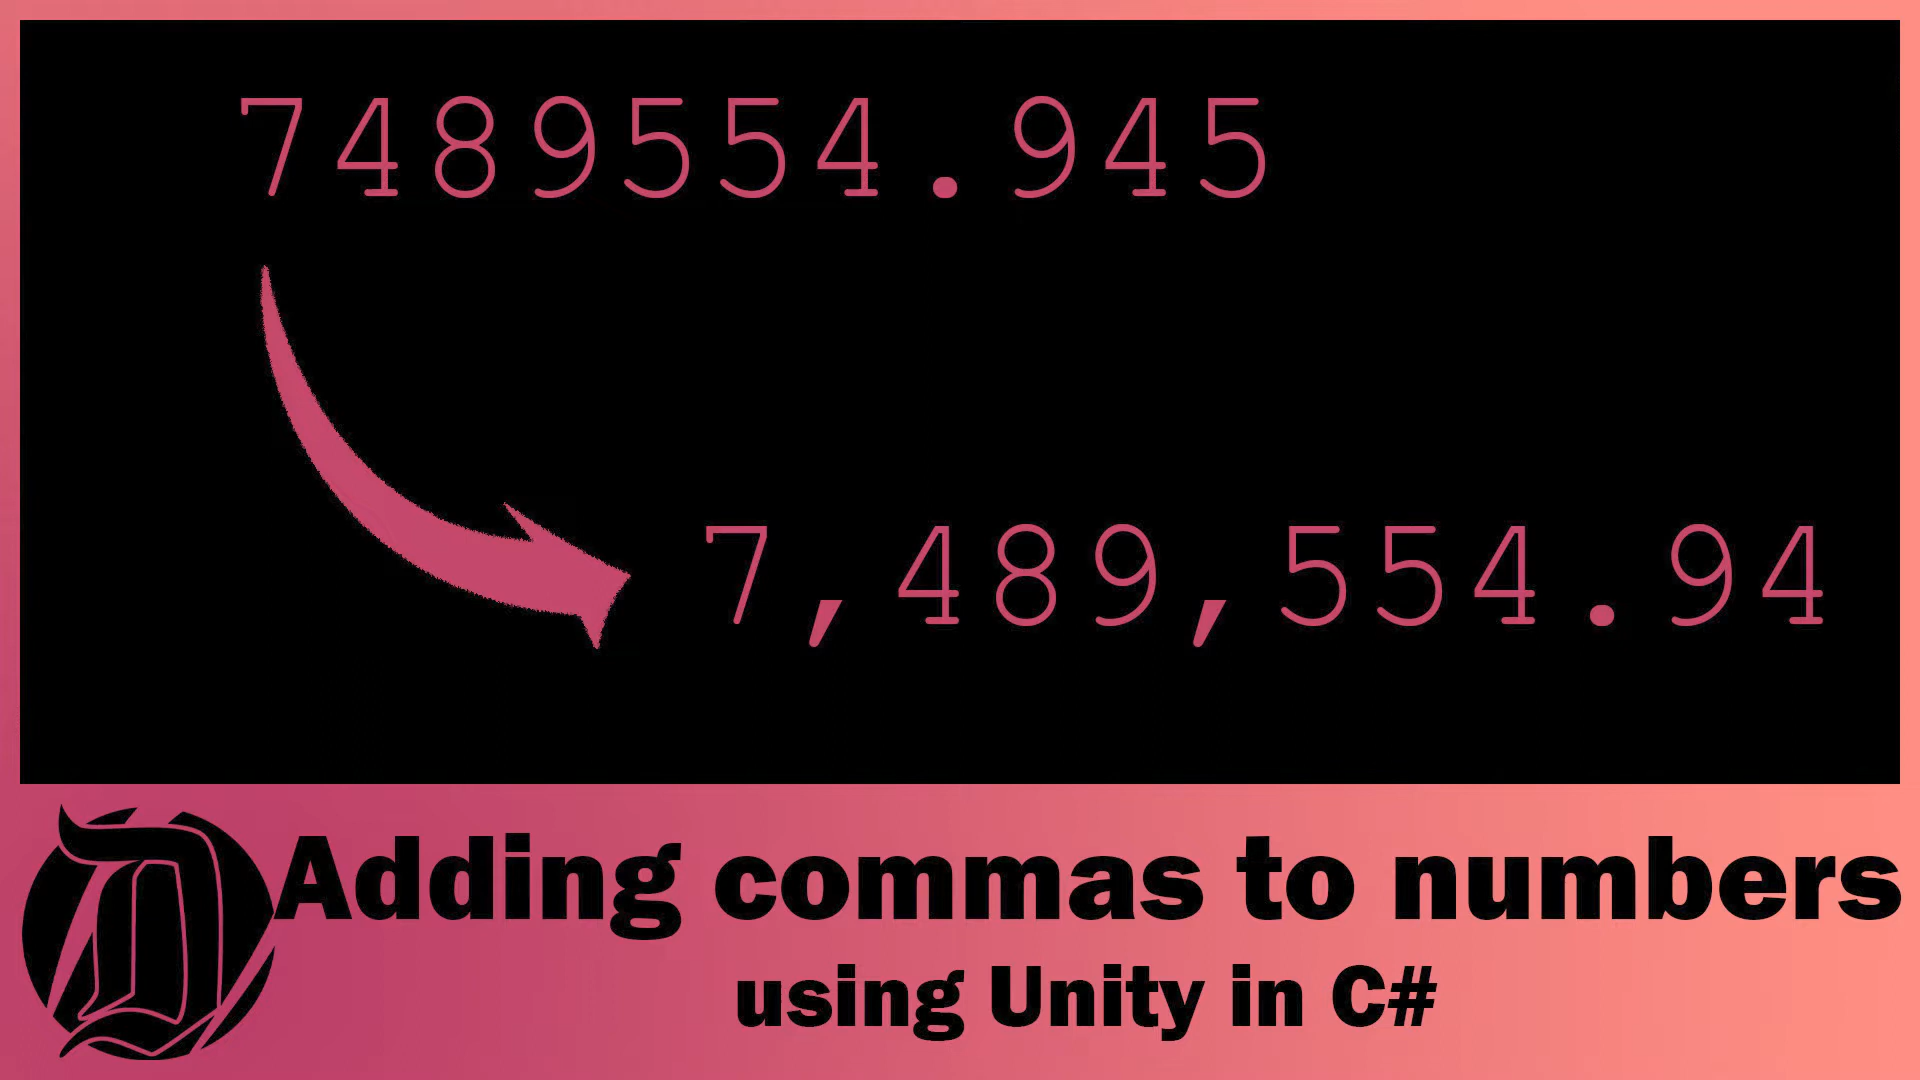 7489554.945
7,489,554.94
D
Adding commas to numbers
using Unity in C#